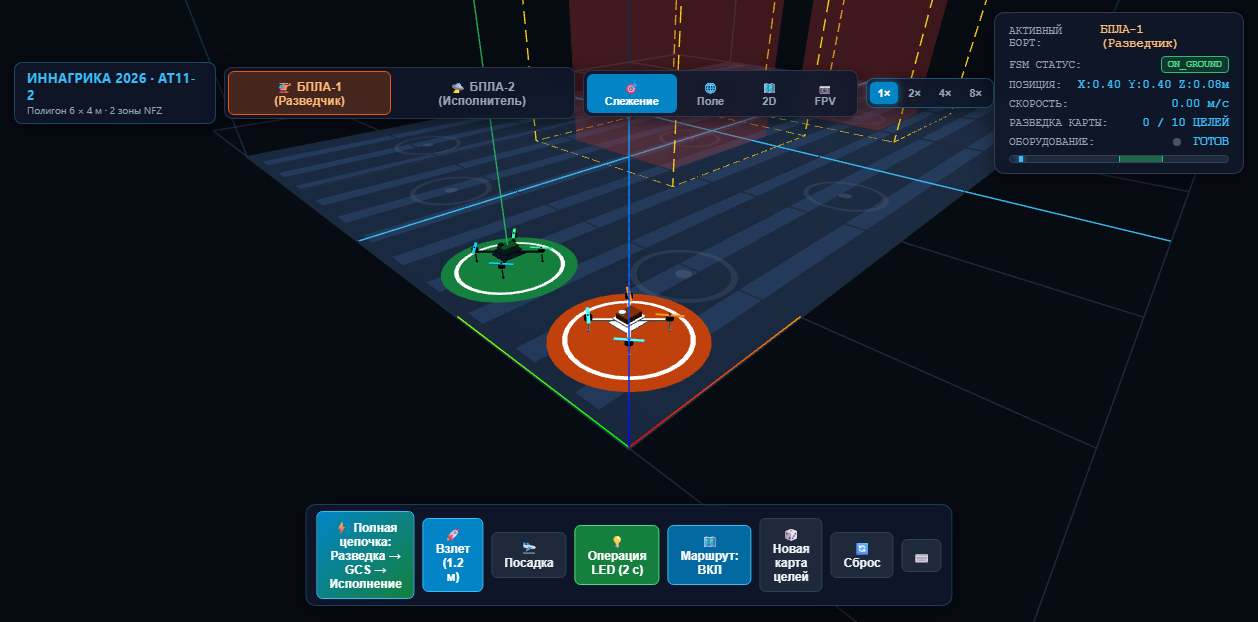 ИННАГРИКА 2026 · AT11-
2
Полигон 6 × 4 м · 2 зоны NFZ
БПЛА-1
(Разведчик)
БПЛА-2
(Исполнитель)
Слежение
Поле
2D
FPV
1×
2×
4×
8×
АКТИВНЫЙ
БОРТ:
БПЛА-1
(Разведчик)
FSM СТАТУС:
ON_GROUND
ПОЗИЦИЯ:
X:0.40 Y:0.40 Z:0.08м
СКОРОСТЬ:
0.00 м/с
РАЗВЕДКА КАРТЫ:
0 / 10 ЦЕЛЕЙ
ОБОРУДОВАНИЕ:
ГОТОВ
Полная
цепочка:
Разведка →
GCS →
Исполнение
Взлет
(1.2
м)
Посадка
Операция
LED (2 с)
Маршрут:
ВКЛ
Новая
карта
целей
Сброс